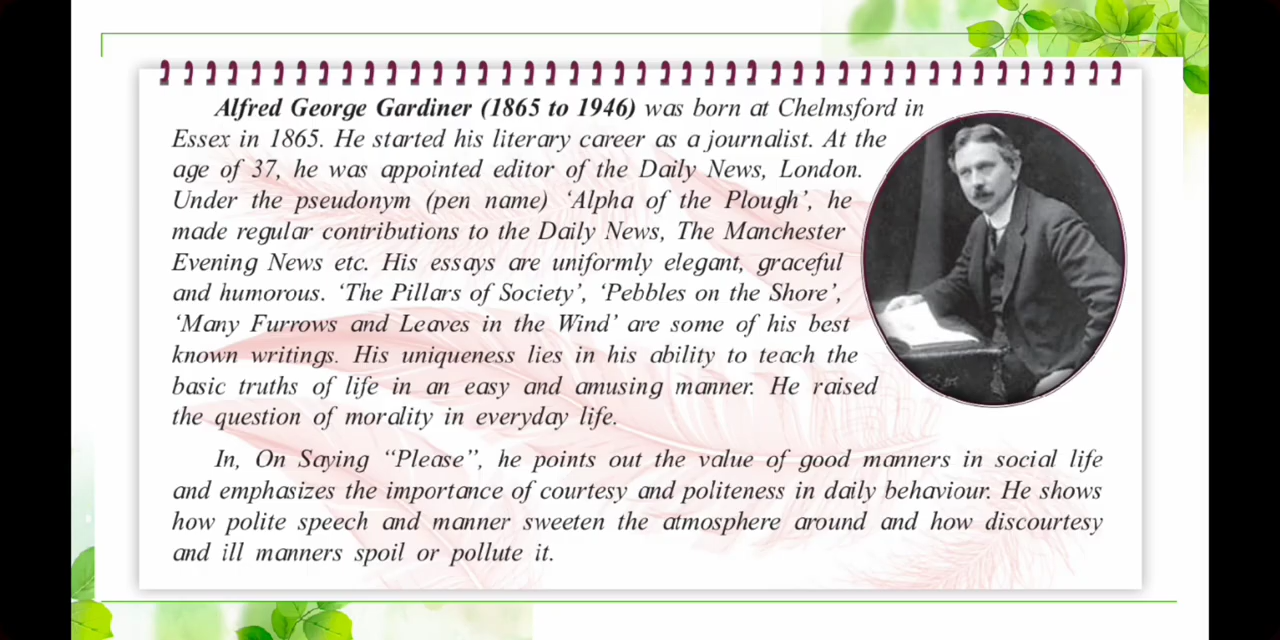 Alfred George Gardiner (1865 to 1946) was born at Chelmsford in
Essex in 1865. He started his literary career as a journalist. At the
age of 37, he was appointed editor of the Daily News, London.
Under the pseudonym (pen name) ‘Alpha of the Plough’, he
made regular contributions to the Daily News, The Manchester
Evening News etc. His essays are uniformly elegant, graceful
and humorous. ‘The Pillars of Society’, ‘Pebbles on the Shore’,
‘Many Furrows and Leaves in the Wind’ are some of his best
known writings. His uniqueness lies in his ability to teach the
basic truths of life in an easy and amusing manner. He raised
the question of morality in everyday life.
In, On Saying “Please”, he points out the value of good manners in social life
and emphasizes the importance of courtesy and politeness in daily behaviour. He shows
how polite speech and manner sweeten the atmosphere around and how discourtesy
and ill manners spoil or pollute it.